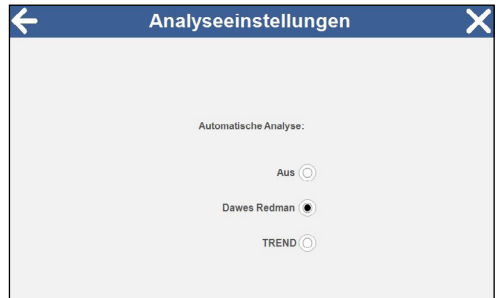 Analyseeinstellungen
Automatische Analyse:
Aus
Dawes Redman
TREND